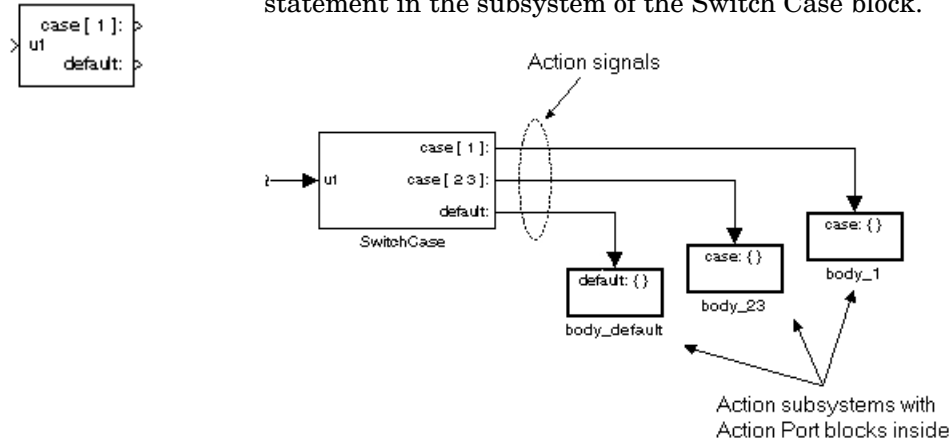 statement in the subsystem of the Switch Case block.
case [ 1 ]:
u1
default:
Action signals
case [ 1 ]:
u1
case [ 2 3 ]:
default:
SwitchCase
case: { }
body_1
case: { }
body_23
default: { }
body_default
Action subsystems with
Action Port blocks inside